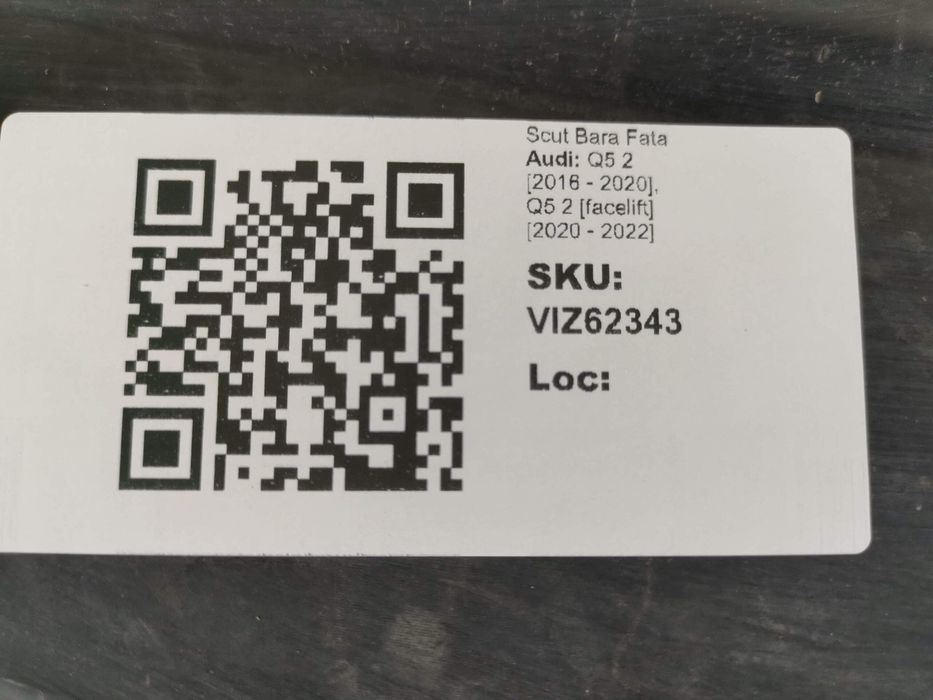 Scut Bara Fata
Audi: Q5 2
[2016 - 2020],
Q5 2 [facelift]
[2020 - 2022]
SKU:
VIZ62343
Loc: